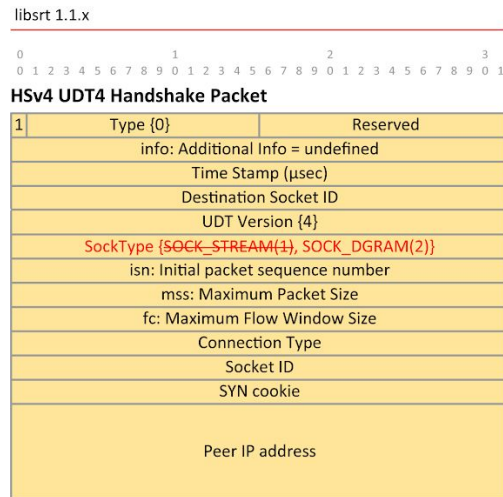 libsrt 1.1.x
0 1 2 3
0 1 2 3 4 5 6 7 8 9 0 1 2 3 4 5 6 7 8 9 0 1 2 3 4 5 6 7 8 9 0 1
HSv4 UDT4 Handshake Packet
1 Type {0} Reserved
info: Additional Info = undefined
Time Stamp (μsec)
Destination Socket ID
UDT Version {4}
SockType {SOCK_STREAM(1), SOCK_DGRAM(2)}
isn: Initial packet sequence number
mss: Maximum Packet Size
fc: Maximum Flow Window Size
Connection Type
Socket ID
SYN cookie
Peer IP address